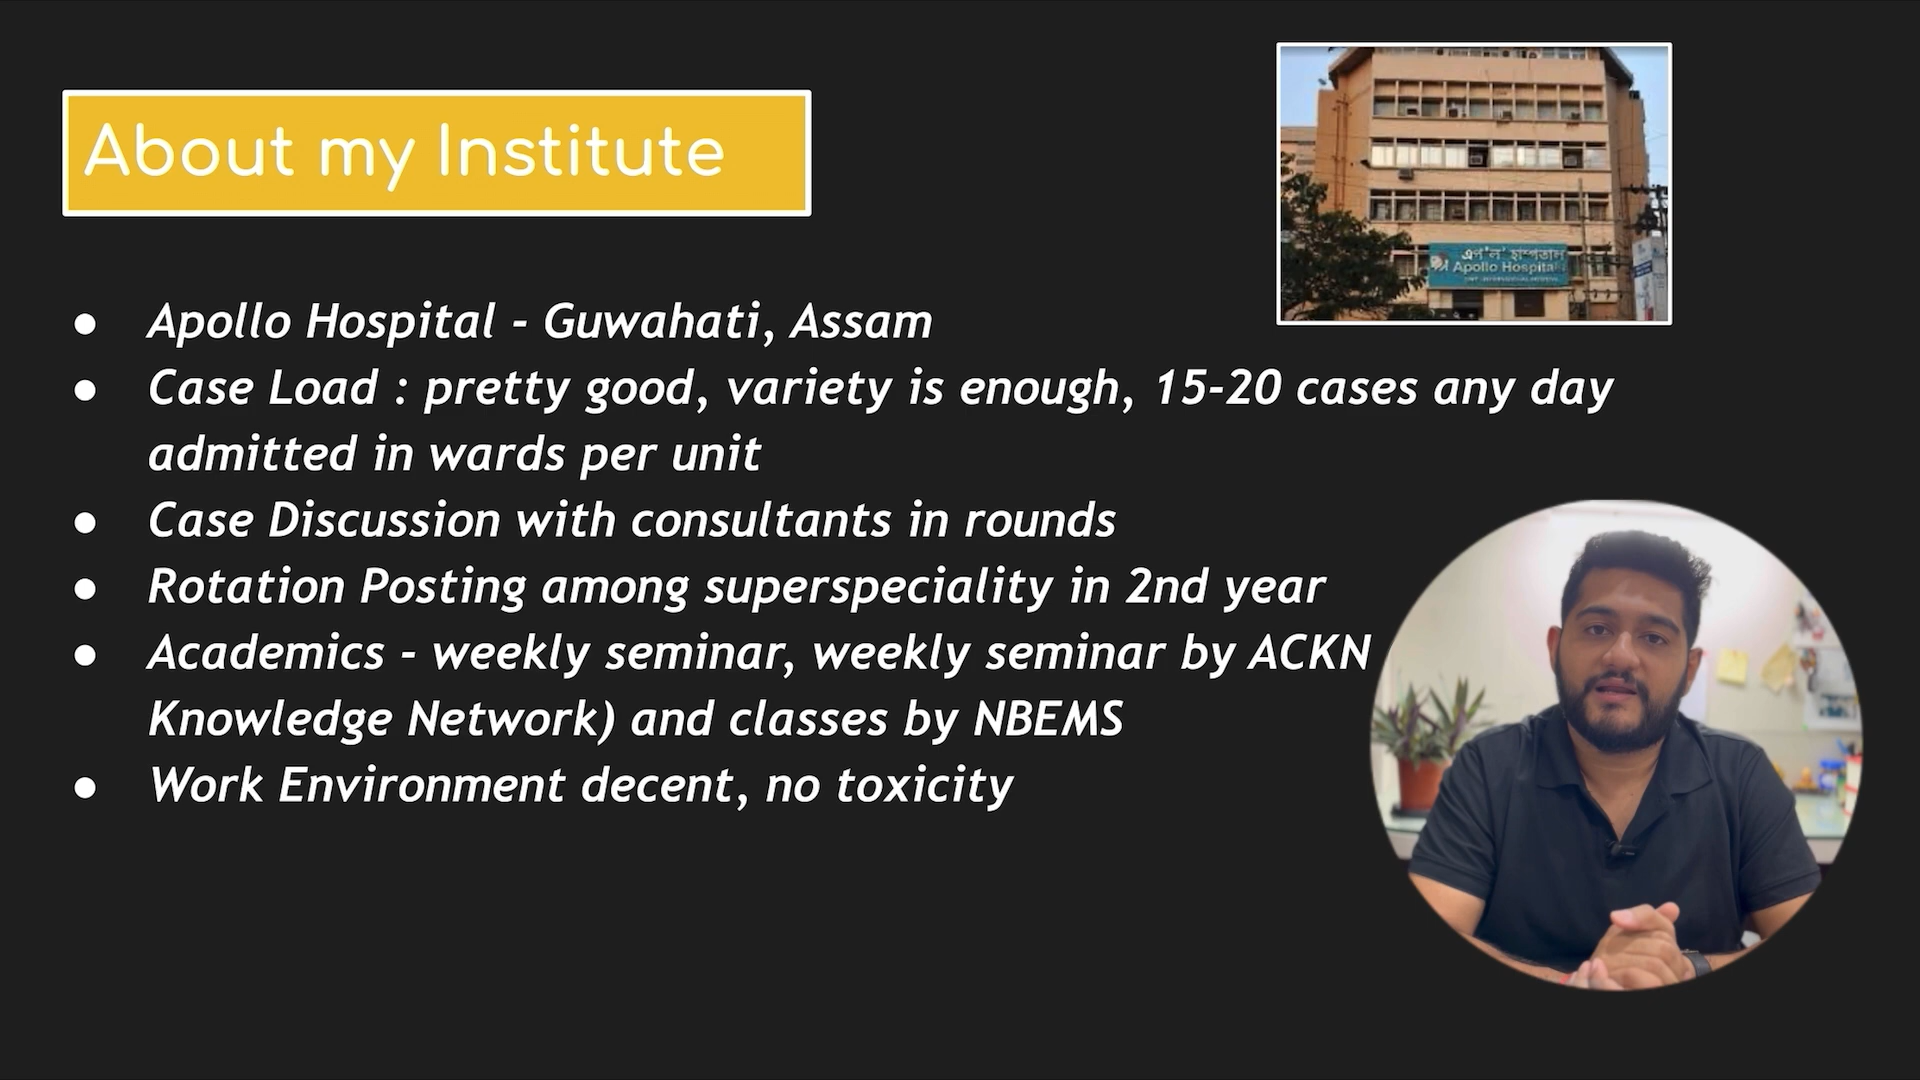 About my Institute
এপ'ল' হাস্পতাল
Apollo Hospital
● Apollo Hospital - Guwahati, Assam
● Case Load : pretty good, variety is enough, 15-20 cases any day
admitted in wards per unit
● Case Discussion with consultants in rounds
● Rotation Posting among superspeciality in 2nd year
● Academics - weekly seminar, weekly seminar by ACKN
Knowledge Network) and classes by NBEMS
● Work Environment decent, no toxicity